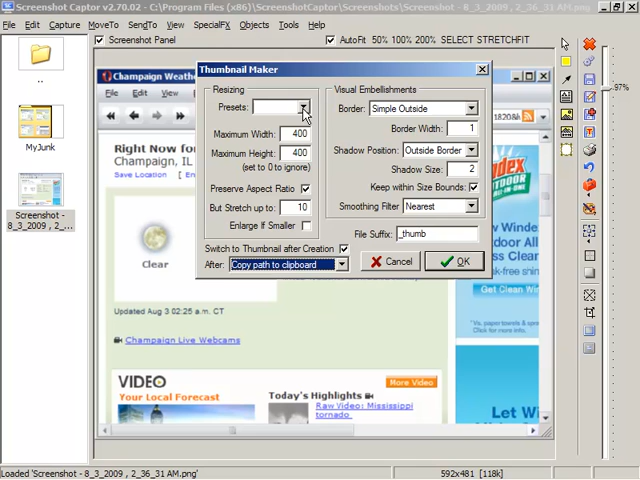 Screenshot Captor v2.70.02 - C:\Program Files (x86)\ScreenshotCaptor\Screenshots\Screenshot - 8_3_2009 , 2_36_31 AM.png]
File Edit Capture MoveTo SendTo View SpecialFX Objects Tools Help
Screenshot Panel
AutoFit 50% 100% 200% SELECT STRETCHFIT
..
MyJunk
Screenshot - 8_3_2009 , 2_...
Champaign Weathe
File Edit
Champaign, IL
Save Location
Clear
Updated Aug 3 02:25 a.m. CT
Champaign Live Webcams
VIDEO
Your Local Forecast
More Video
Today's Highlights
Raw Video: Mississippi tornado
Let Wi
Get Clean Wi
97%
Thumbnail Maker
Resizing
Presets:
Maximum Width: 400
Maximum Height: 400
(set to 0 to ignore)
Preserve Aspect Ratio
But Stretch up to: 10
Enlarge If Smaller
Switch to Thumbnail after Creation
After: Copy path to clipboard
Visual Embellishments
Border: Simple Outside
Border Width: 1
Shadow Position: Outside Border
Shadow Size: 2
Keep within Size Bounds:
Smoothing Filter Nearest
File Suffix: _thumb
Cancel
OK
Loaded 'Screenshot - 8_3_2009 , 2_36_31 AM.png'
592x481 [118k]